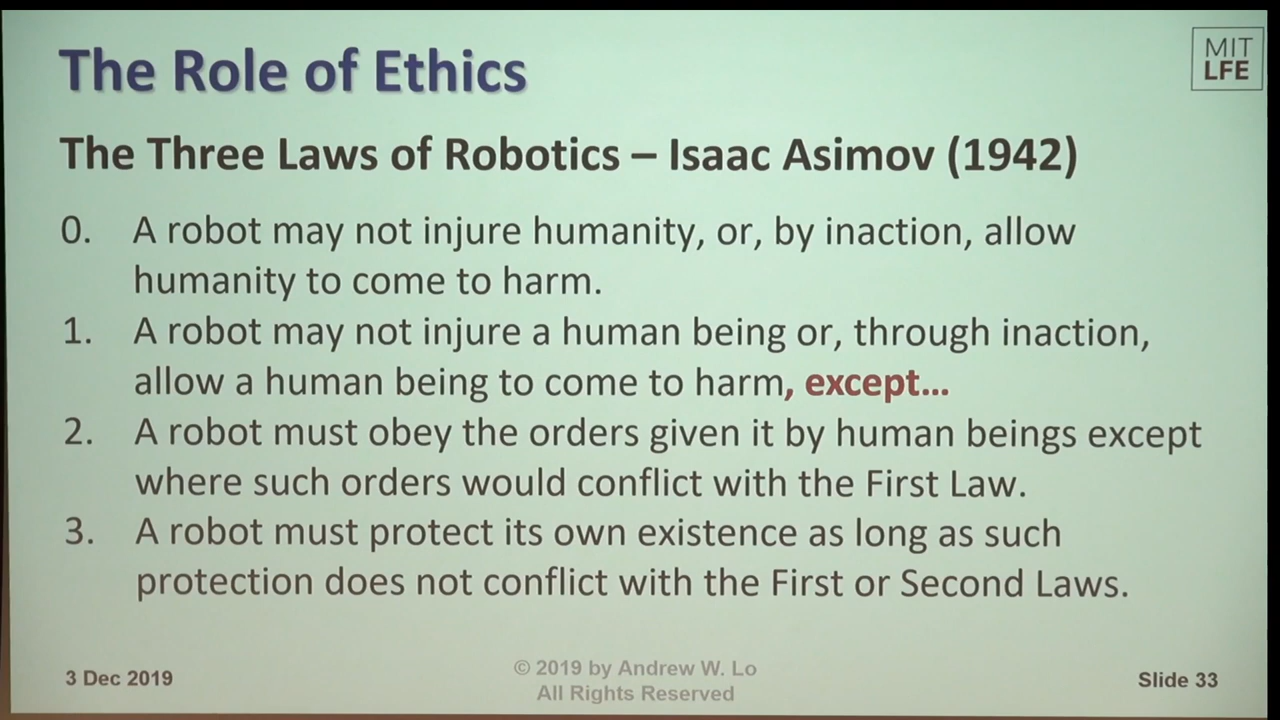 The Role of Ethics
MIT
LFE
The Three Laws of Robotics – Isaac Asimov (1942)
0. A robot may not injure humanity, or, by inaction, allow
humanity to come to harm.
1. A robot may not injure a human being or, through inaction,
allow a human being to come to harm, except...
2. A robot must obey the orders given it by human beings except
where such orders would conflict with the First Law.
3. A robot must protect its own existence as long as such
protection does not conflict with the First or Second Laws.
3 Dec 2019
© 2019 by Andrew W. Lo
All Rights Reserved
Slide 33